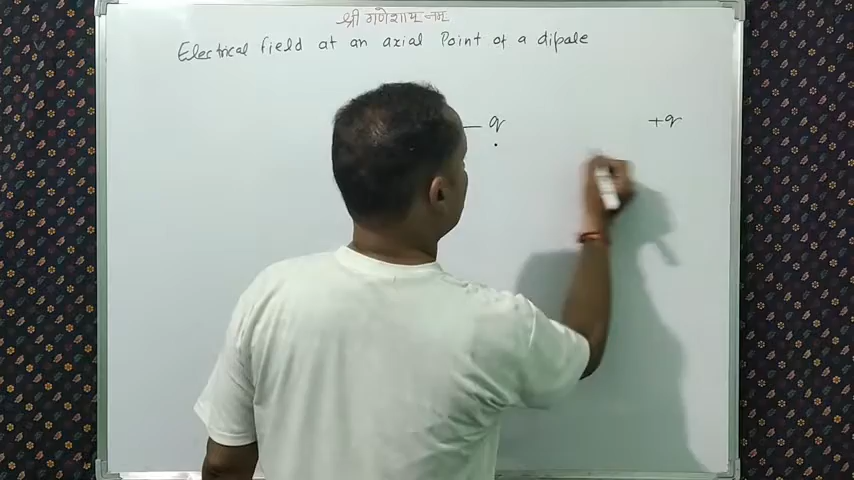 श्री गणेशाय नमः
Electrical field at an axial Point of a dipole
- q +q